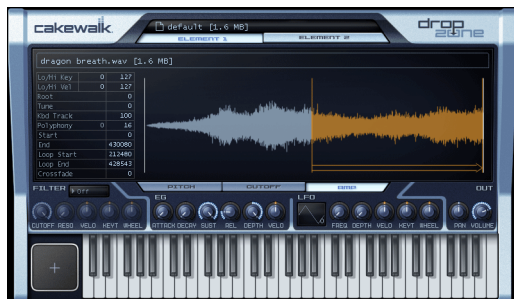 cakewalk
default [1.6 MB]
drop zone
ELEMENT 1 ELEMENT 2
dragon breath.wav [1.6 MB]
Lo/Hi Key 0 127
Lo/Hi Vel 0 127
Root 0
Tune 0
Kbd Track 100
Polyphony 0 16
Start 0
End 430080
Loop Start 212480
Loop End 428543
Crossfade 0
FILTER Off PITCH CUTOFF AMP OUT
EG LFO
CUTOFF RESO VELO KEYT WHEEL ATTACK DECAY SUST REL DEPTH VELO FREQ DEPTH VELO KEYT WHEEL PAN VOLUME
+